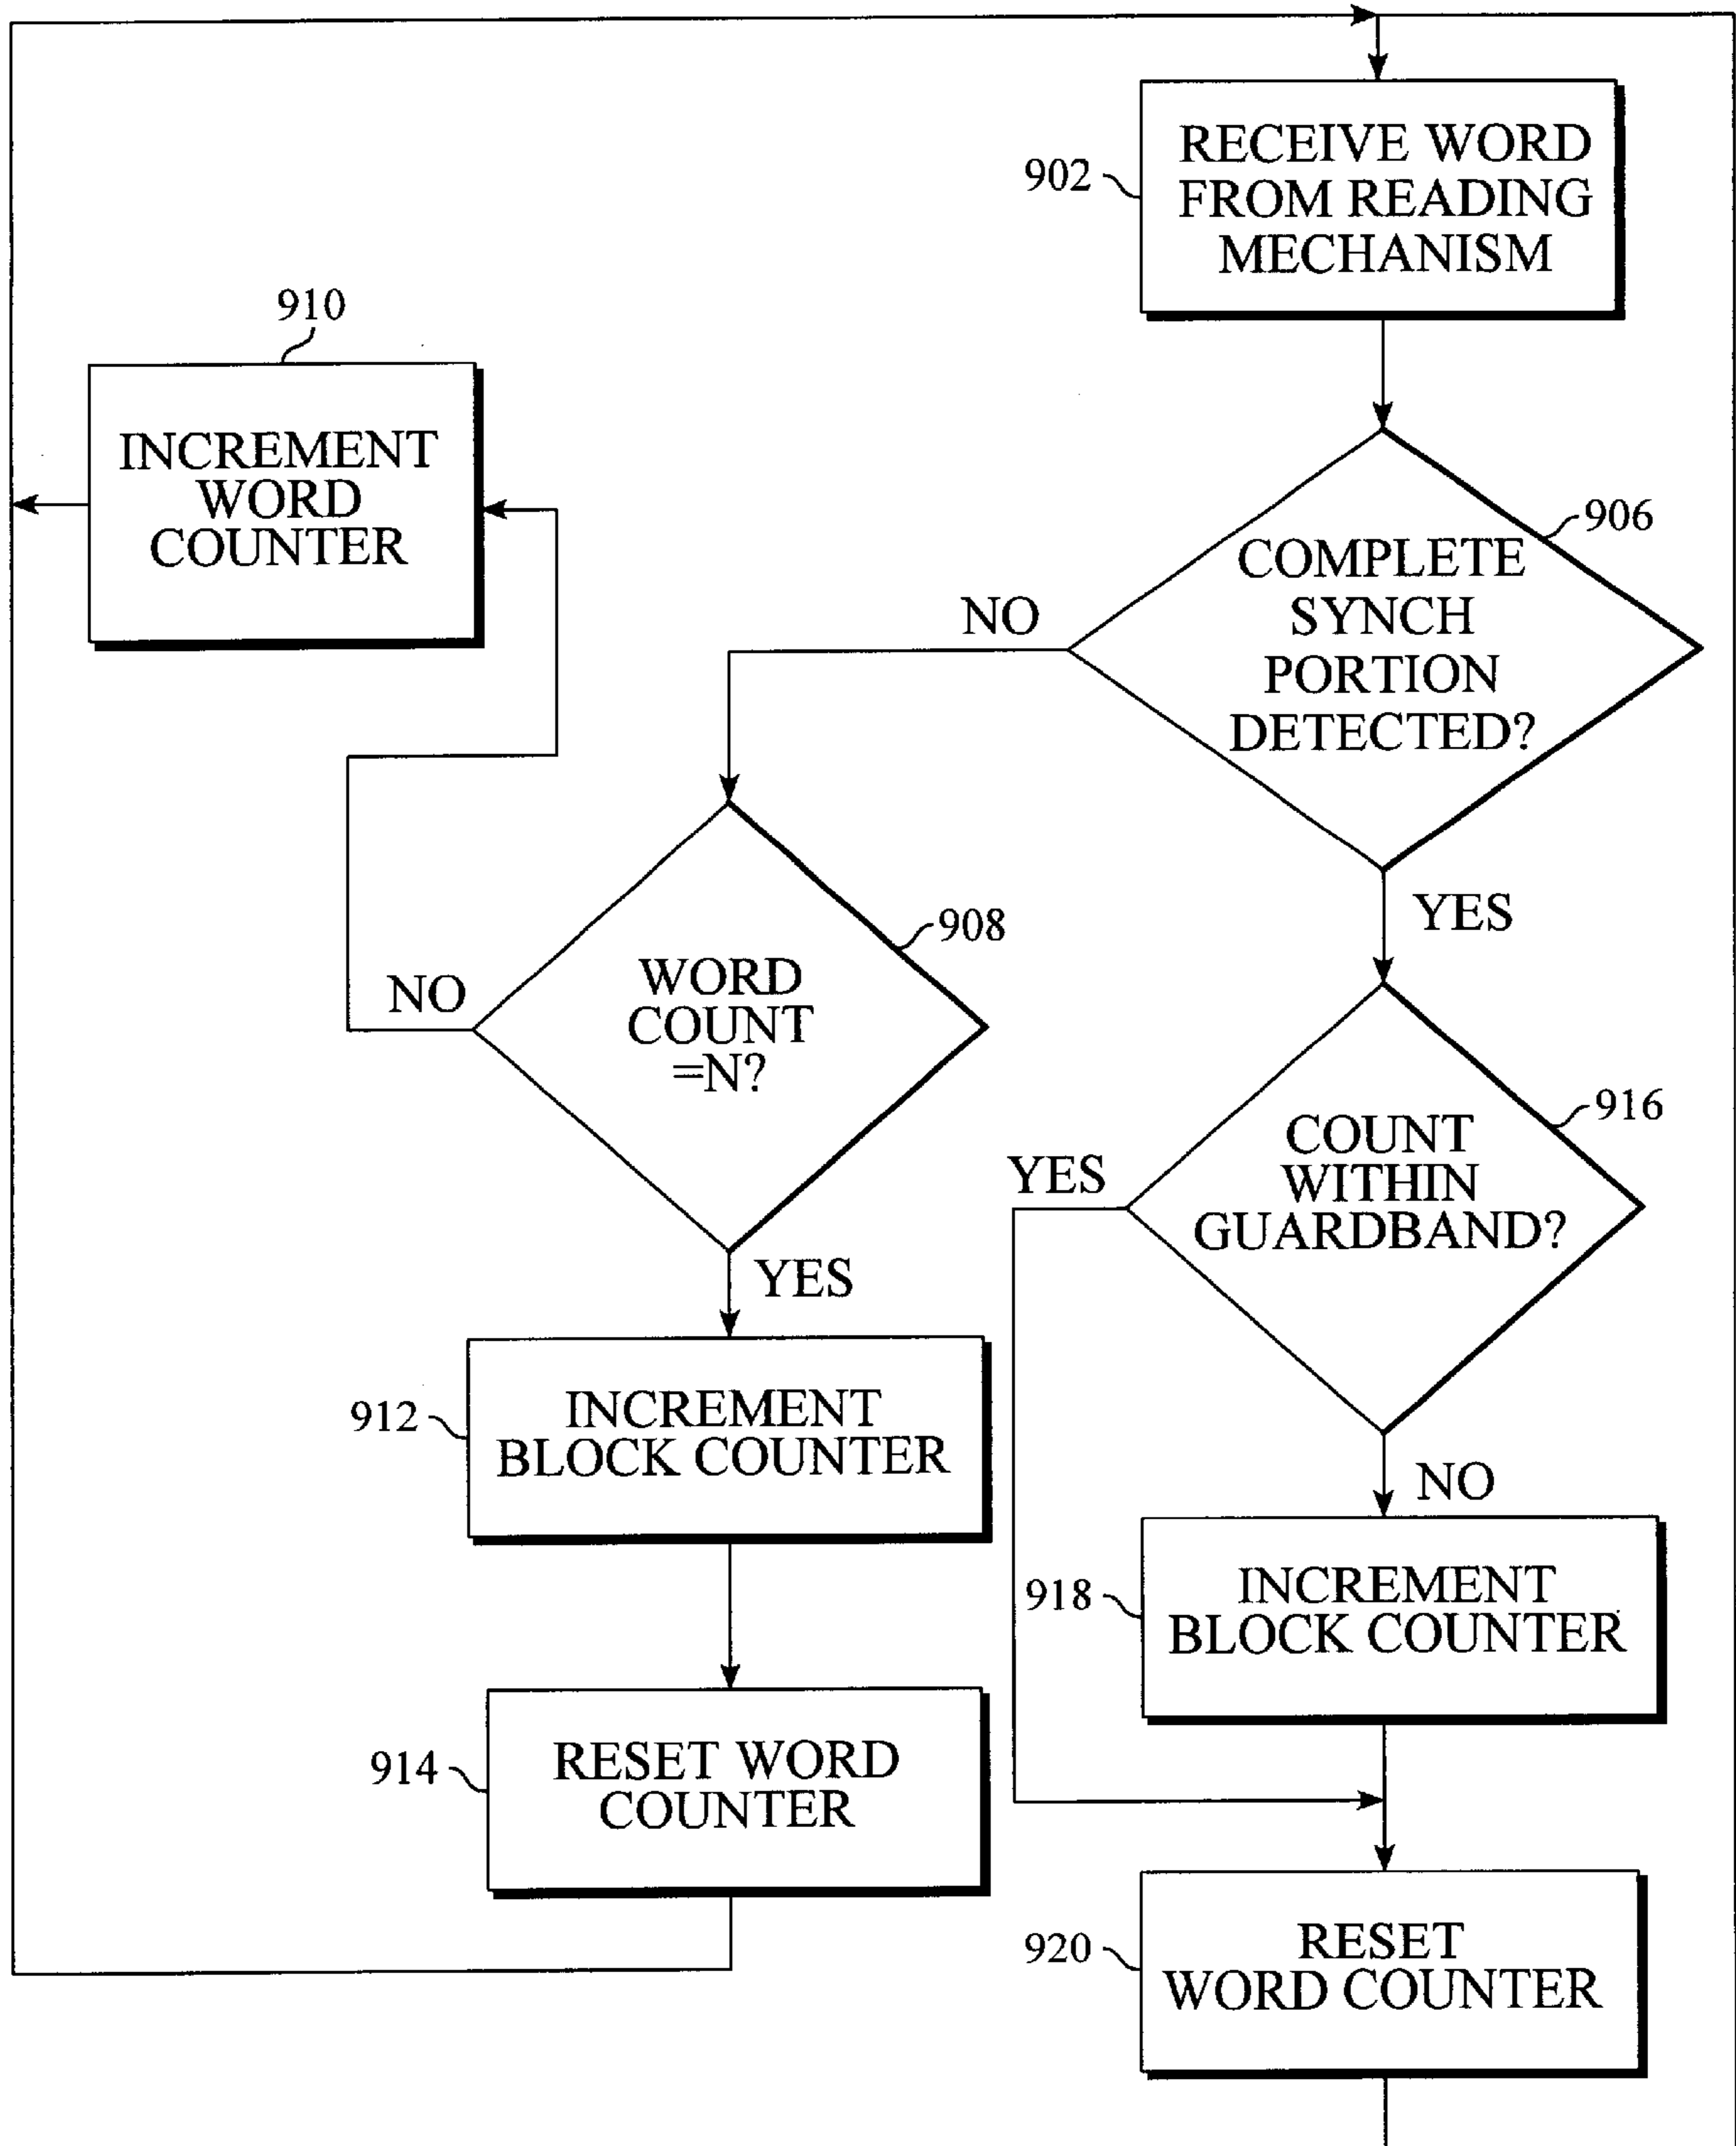 902
RECEIVE WORD
FROM READING
MECHANISM
910
INCREMENT
WORD
COUNTER
906
COMPLETE
SYNCH
PORTION
DETECTED?
NO
YES
908
WORD
COUNT
=N?
NO
YES
916
COUNT
WITHIN
GUARDBAND?
YES
NO
912
INCREMENT
BLOCK COUNTER
918
INCREMENT
BLOCK COUNTER
914
RESET WORD
COUNTER
920
RESET
WORD COUNTER